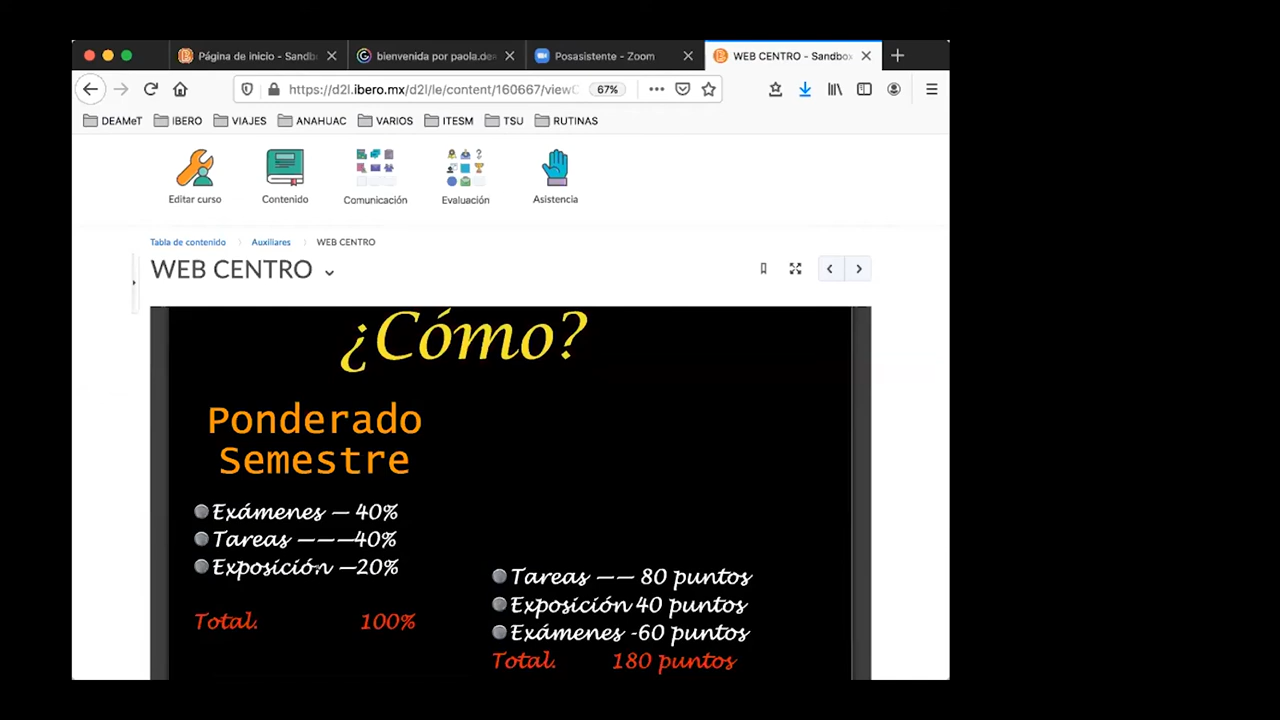 Página de inicio - Sandb
bienvenida por paola.dea
Posasistente - Zoom
WEB CENTRO - Sandbox
https://d2l.ibero.mx/d2l/le/content/160667/viewC
67%
DEAMeT
IBERO
VIAJES
ANAHUAC
VARIOS
ITESM
TSU
RUTINAS
Editar curso
Contenido
Comunicación
Evaluación
Asistencia
Tabla de contenido
Auxiliares
WEB CENTRO
WEB CENTRO
¿Cómo?
Ponderado
Semestre
Exámenes — 40%
Tareas ———40%
Exposición —20%
Total. 100%
Tareas —— 80 puntos
Exposición 40 puntos
Exámenes -60 puntos
Total. 180 puntos